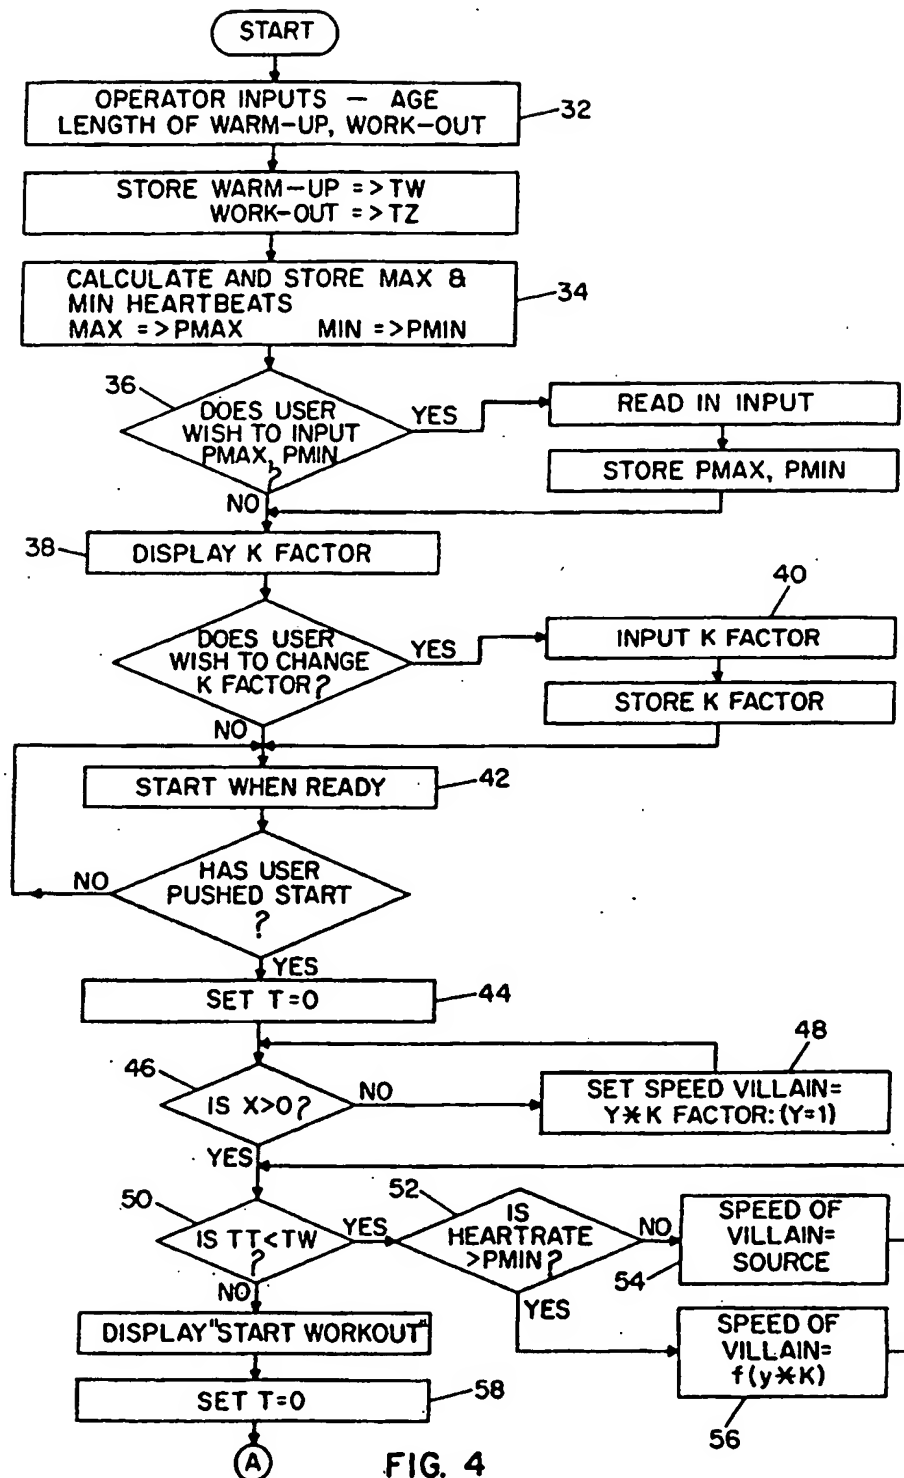 START
OPERATOR INPUTS — AGE
LENGTH OF WARM-UP, WORK-OUT
32
STORE WARM-UP =>TW
WORK-OUT =>TZ
CALCULATE AND STORE MAX &
MIN HEARTBEATS
MAX =>PMAX MIN =>PMIN
34
36
DOES USER
WISH TO INPUT
PMAX, PMIN
?
YES
READ IN INPUT
STORE PMAX, PMIN
NO
38
DISPLAY K FACTOR
40
DOES USER
WISH TO CHANGE
K FACTOR?
YES
INPUT K FACTOR
STORE K FACTOR
NO
START WHEN READY
42
HAS USER
PUSHED START
?
NO
YES
SET T=0
44
46
IS X>0?
NO
48
SET SPEED VILLAIN=
Y*K FACTOR:(Y=1)
YES
50
IS TT<TW
?
YES
52
IS
HEARTRATE
>PMIN?
NO
54
SPEED OF
VILLAIN=
SOURCE
NO
YES
DISPLAY "START WORKOUT"
SPEED OF
VILLAIN=
f(y*K)
56
SET T=0
58
A
FIG. 4